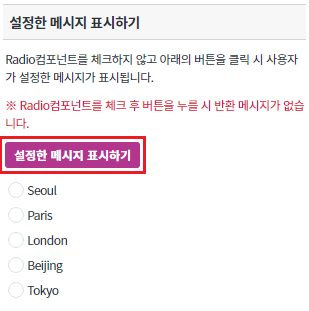 설정한 메시지 표시하기
Radio컴포넌트를 체크하지 않고 아래의 버튼을 클릭 시 사용자
가 설정한 메시지가 표시됩니다.
※ Radio컴포넌트를 체크 후 버튼을 누를 시 반환 메시지가 없습
니다.
설정한 메시지 표시하기
Seoul
Paris
London
Beijing
Tokyo